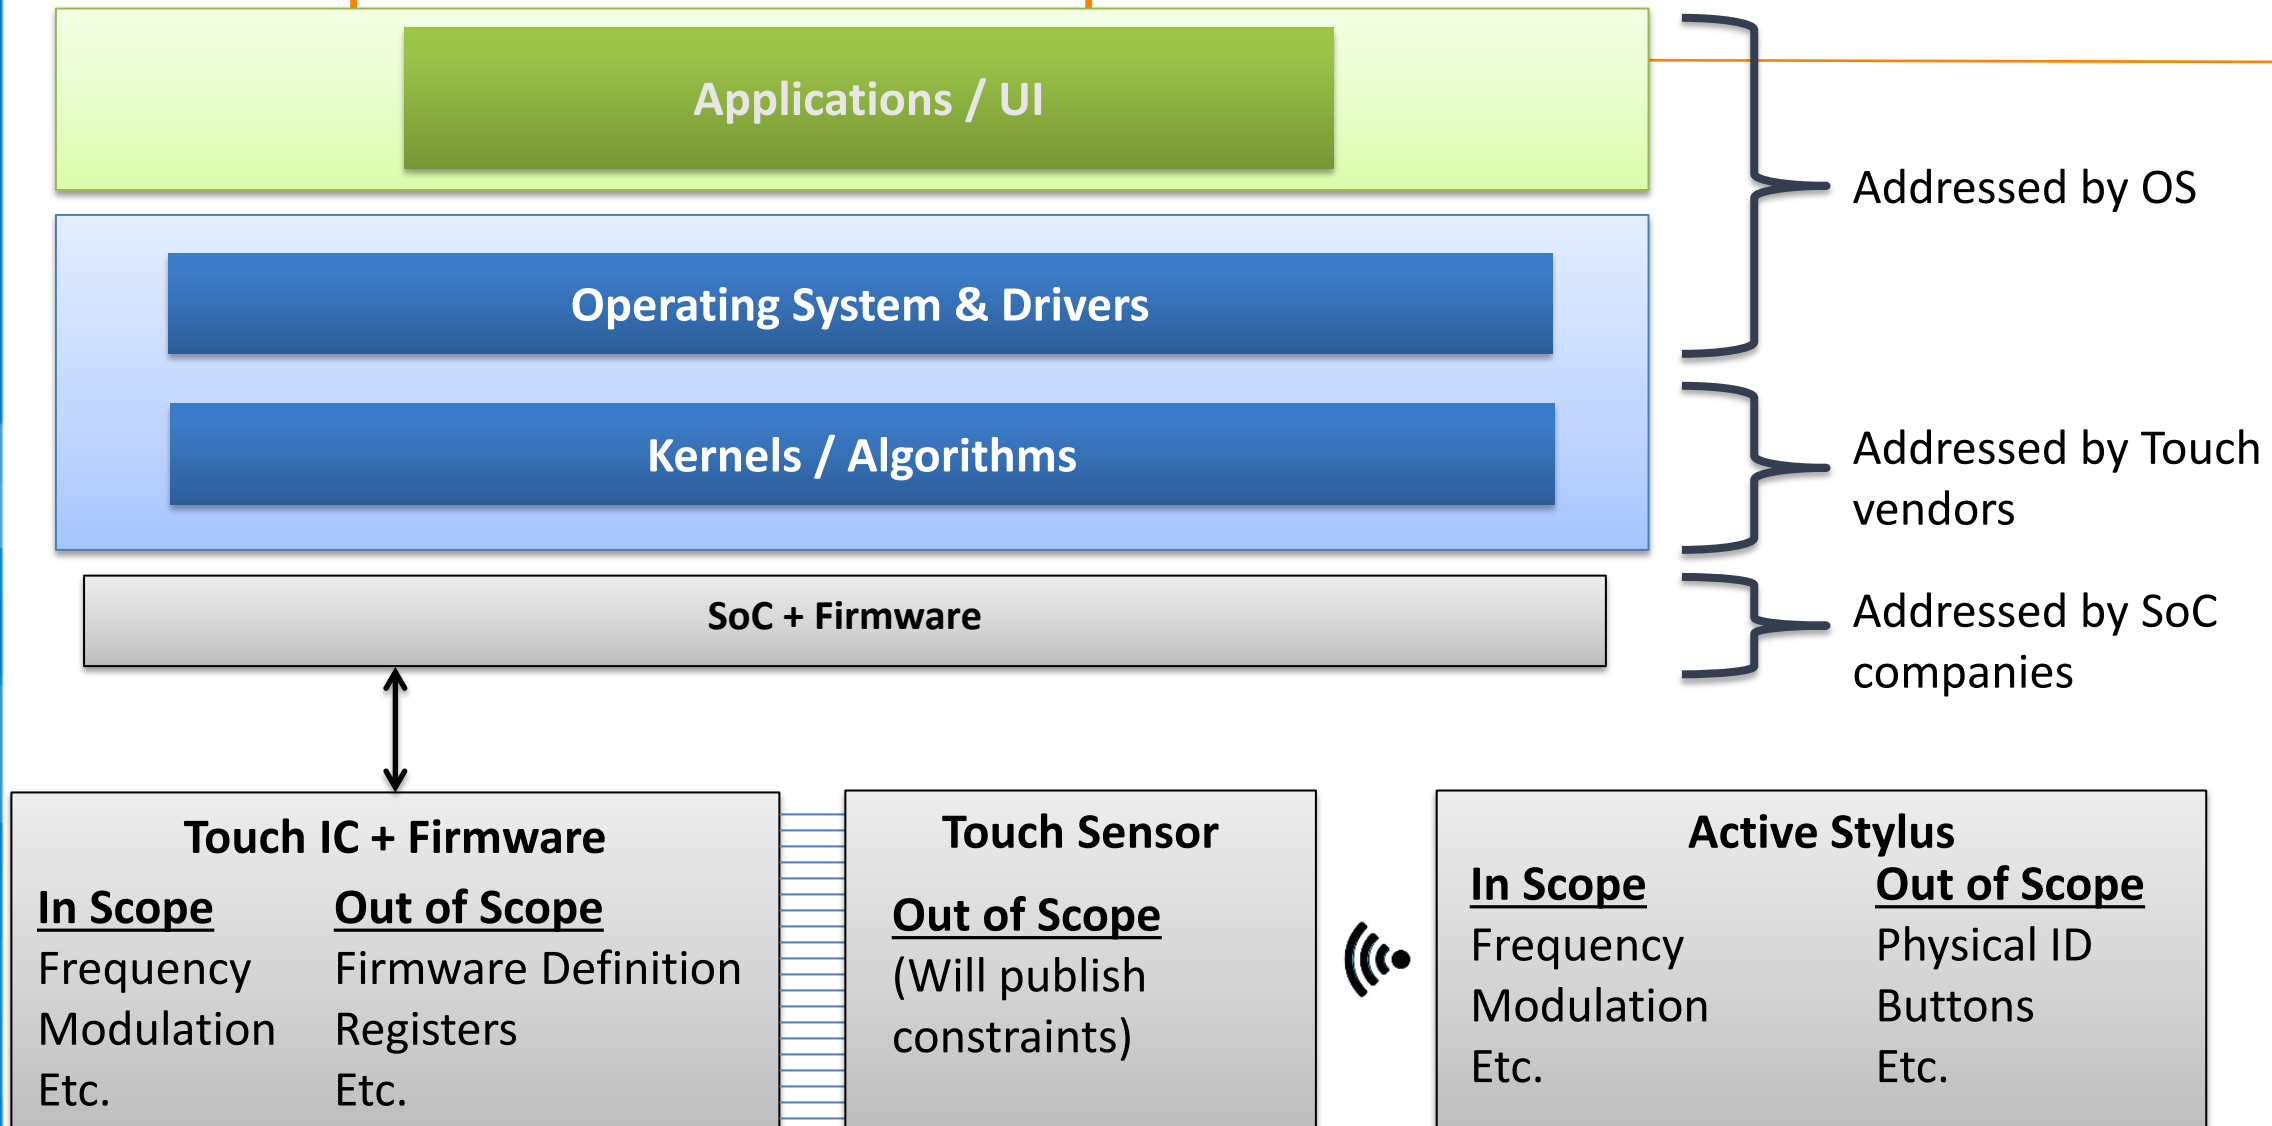 Applications / UI
Addressed by OS
Operating System & Drivers
Kernels / Algorithms
Addressed by Touch
vendors
SoC + Firmware
Addressed by SoC
companies
Touch IC + Firmware
In Scope
Frequency
Modulation
Etc.
Out of Scope
Firmware Definition
Registers
Etc.
Touch Sensor
Out of Scope
(Will publish
constraints)
Active Stylus
In Scope
Frequency
Modulation
Etc.
Out of Scope
Physical ID
Buttons
Etc.